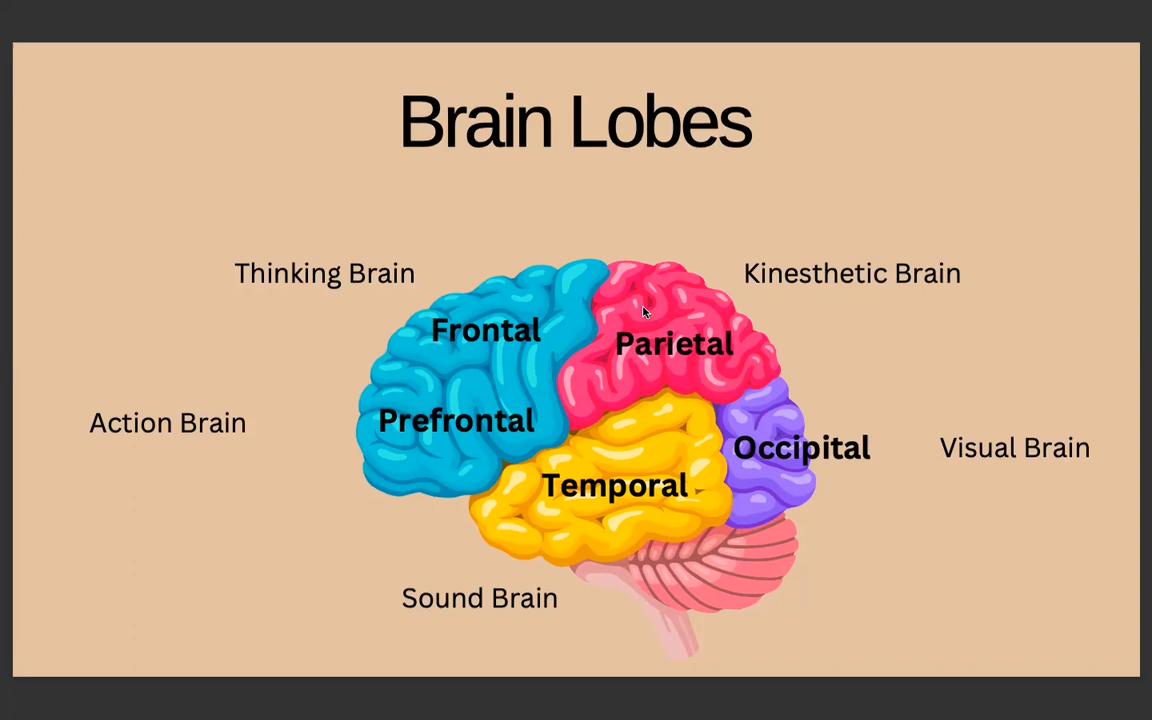 Brain Lobes
Thinking Brain
Kinesthetic Brain
Frontal
Parietal
Action Brain
Prefrontal
Occipital
Visual Brain
Temporal
Sound Brain